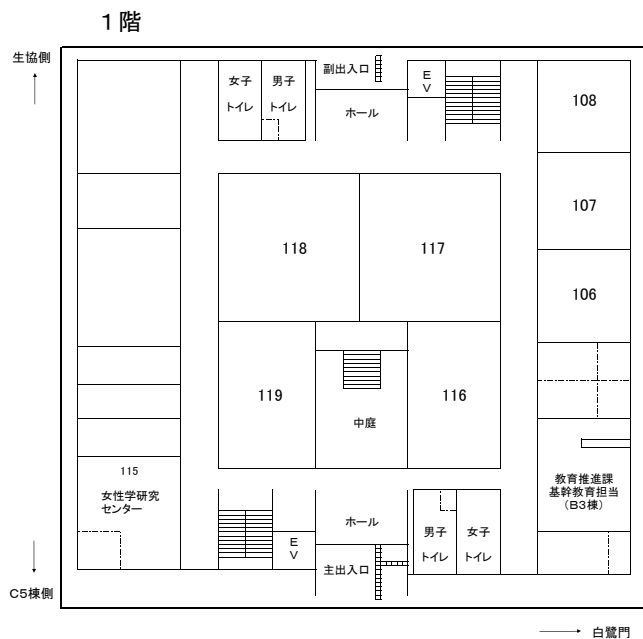 1階
生協側
女子
トイレ
男子
トイレ
副出入口
ホール
EV
108
107
106
118
117
119
116
中庭
115
女性学研究
センター
教育推進課
基幹教育担当
(B3棟)
EV
ホール
主出入口
男子
トイレ
女子
トイレ
C5棟側
白鷺門